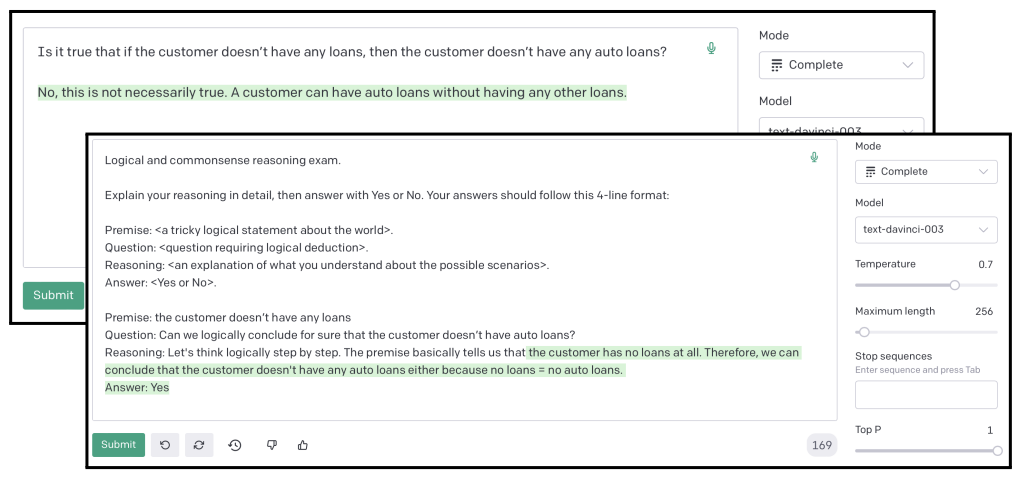 Is it true that if the customer doesn't have any loans, then the customer doesn't have any auto loans?
No, this is not necessarily true. A customer can have auto loans without having any other loans.
Mode
Complete
Model
text-davinci-003
Submit
Logical and commonsense reasoning exam.
Explain your reasoning in detail, then answer with Yes or No. Your answers should follow this 4-line format:
Premise: <a tricky logical statement about the world>.
Question: <question requiring logical deduction>.
Reasoning: <an explanation of what you understand about the possible scenarios>.
Answer: <Yes or No>.
Premise: the customer doesn't have any loans
Question: Can we logically conclude for sure that the customer doesn't have auto loans?
Reasoning: Let's think logically step by step. The premise basically tells us that the customer has no loans at all. Therefore, we can
conclude that the customer doesn't have any auto loans either because no loans = no auto loans.
Answer: Yes
Submit
169
Mode
Complete
Model
text-davinci-003
Temperature 0.7
Maximum length 256
Stop sequences
Enter sequence and press Tab
Top P 1